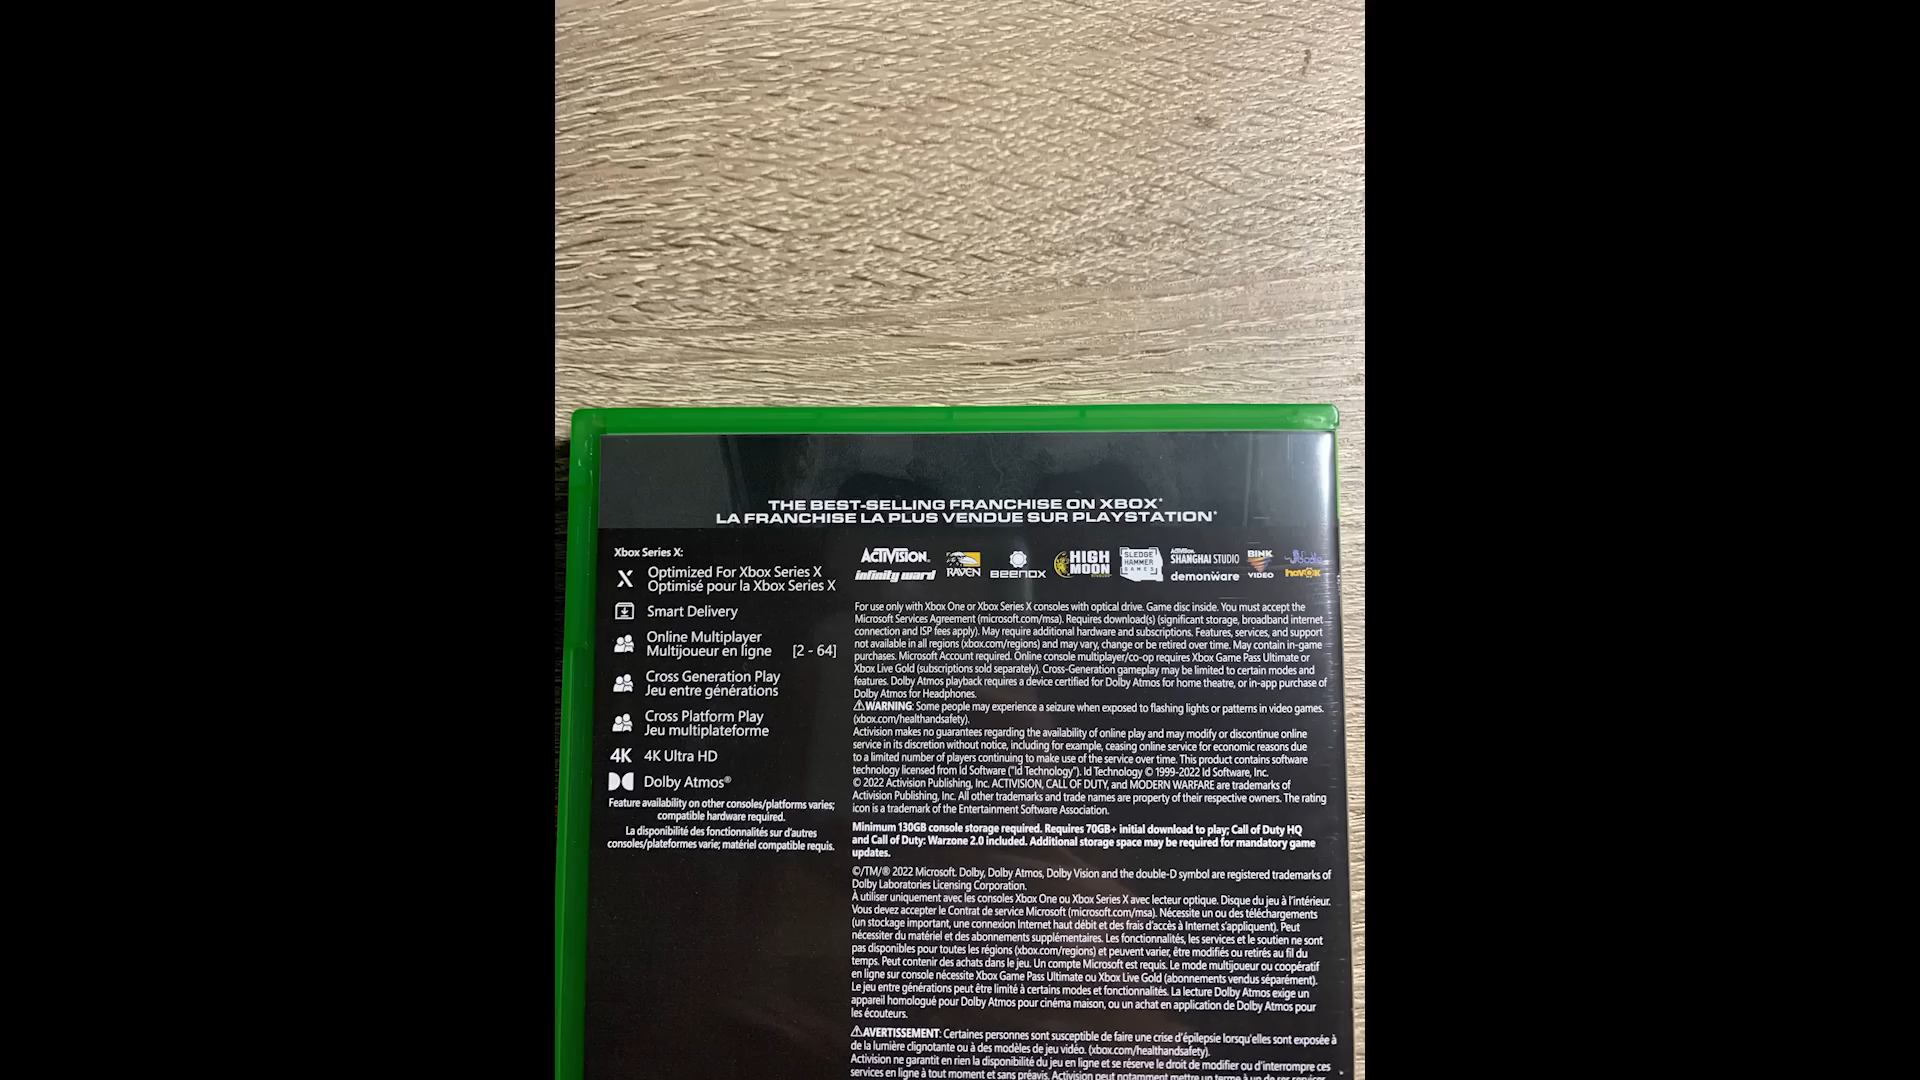 THE BEST-SELLING FRANCHISE ON XBOX*
LA FRANCHISE LA PLUS VENDUE SUR PLAYSTATION*
Xbox Series X:
Optimized For Xbox Series X
Optimisé pour la Xbox Series X
Smart Delivery
Online Multiplayer
Multijoueur en ligne [2 - 64]
Cross Generation Play
Jeu entre générations
Cross Platform Play
Jeu multiplateforme
4K 4K Ultra HD
Dolby Atmos®
Feature availability on other consoles/platforms varies;
compatible hardware required.
La disponibilité des fonctionnalités sur d'autres
consoles/plateformes varie; matériel compatible requis.
ACTIVISION.
infinity ward
RAVEN
BEENOX
HIGH
MOON
STUDIOS
SLEDGE
HAMMER
GAMES
ACTIVISION.
SHANGHAI STUDIO
demonware
BINK
VIDEO
havok
For use only with Xbox One or Xbox Series X consoles with optical drive. Game disc inside. You must accept the
Microsoft Services Agreement (microsoft.com/msa). Requires download(s) (significant storage, broadband internet
connection and ISP fees apply). May require additional hardware and subscriptions. Features, services, and support
not available in all regions (xbox.com/regions) and may vary, change or be retired over time. May contain in-game
purchases. Microsoft Account required. Online console multiplayer/co-op requires Xbox Game Pass Ultimate or
Xbox Live Gold (subscriptions sold separately). Cross-Generation gameplay may be limited to certain modes and
features. Dolby Atmos playback requires a device certified for Dolby Atmos for home theatre, or in-app purchase of
Dolby Atmos for Headphones.
⚠WARNING: Some people may experience a seizure when exposed to flashing lights or patterns in video games.
(xbox.com/healthandsafety).
Activision makes no guarantees regarding the availability of online play and may modify or discontinue online
service in its discretion without notice, including for example, ceasing online service for economic reasons due
to a limited number of players continuing to make use of the service over time. This product contains software
technology licensed from Id Software ("Id Technology"). Id Technology © 1999-2022 Id Software, Inc.
© 2022 Activision Publishing, Inc. ACTIVISION, CALL OF DUTY, and MODERN WARFARE are trademarks of
Activision Publishing, Inc. All other trademarks and trade names are property of their respective owners. The rating
icon is a trademark of the Entertainment Software Association.
Minimum 130GB console storage required. Requires 70GB+ initial download to play; Call of Duty HQ
and Call of Duty: Warzone 2.0 included. Additional storage space may be required for mandatory game
updates.
©/TM/® 2022 Microsoft. Dolby, Dolby Atmos, Dolby Vision and the double-D symbol are registered trademarks of
Dolby Laboratories Licensing Corporation.
À utiliser uniquement avec les consoles Xbox One ou Xbox Series X avec lecteur optique. Disque du jeu à l'intérieur.
Vous devez accepter le Contrat de service Microsoft (microsoft.com/msa). Nécessite un ou des téléchargements
(un stockage important, une connexion Internet haut débit et des frais d'accès à Internet s'appliquent). Peut
nécessiter du matériel et des abonnements supplémentaires. Les fonctionnalités, les services et le soutien ne sont
pas disponibles pour toutes les régions (xbox.com/regions) et peuvent varier, être modifiés ou retirés au fil du
temps. Peut contenir des achats dans le jeu. Un compte Microsoft est requis. Le mode multijoueur ou coopératif
en ligne sur console nécessite Xbox Game Pass Ultimate ou Xbox Live Gold (abonnements vendus séparément).
Le jeu entre générations peut être limité à certains modes et fonctionnalités. La lecture Dolby Atmos exige un
appareil homologué pour Dolby Atmos pour cinéma maison, ou un achat en application de Dolby Atmos pour
les écouteurs.
⚠AVERTISSEMENT: Certaines personnes sont susceptible de faire une crise d'épilepsie lorsqu'elles sont exposée à
de la lumière clignotante ou à des modèles de jeu vidéo. (xbox.com/healthandsafety).
Activision ne garantit en rien la disponibilité du jeu en ligne et se réserve le droit de modifier ou d'interrompre ces
services en ligne à tout moment et sans préavis. Activision peut notamment mettre un terme à un de ses services